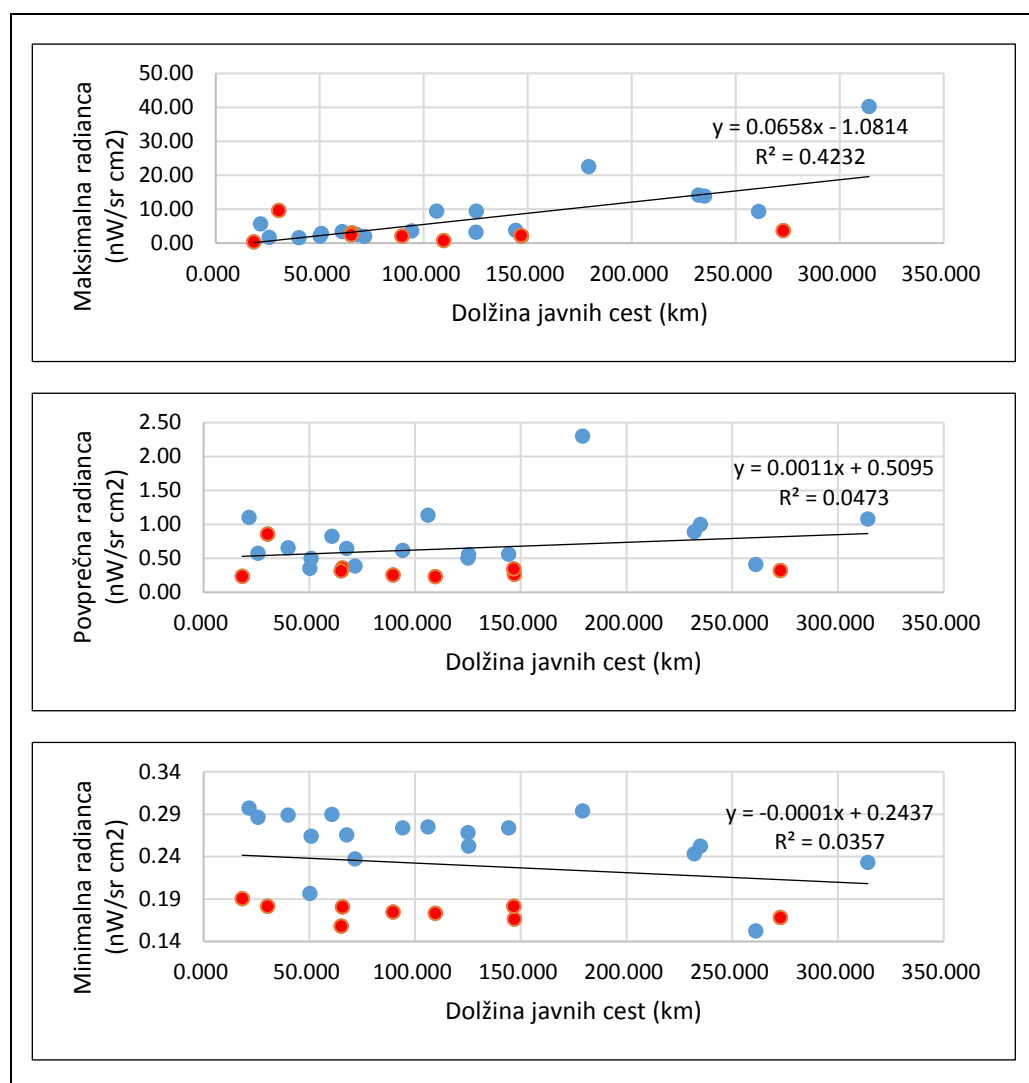 Maksimalna radianca
(nW/sr cm2)
50.00
40.00
30.00
20.00
10.00
0.00
y = 0.0658x - 1.0814
R² = 0.4232
0.000 50.000 100.000 150.000 200.000 250.000 300.000 350.000
Dolžina javnih cest (km)
Povprečna radianca
(nW/sr cm2)
2.50
2.00
1.50
1.00
0.50
0.00
y = 0.0011x + 0.5095
R² = 0.0473
0.000 50.000 100.000 150.000 200.000 250.000 300.000 350.000
Dolžina javnih cest (km)
Minimalna radianca
(nW/sr cm2)
0.34
0.29
0.24
0.19
0.14
y = -0.0001x + 0.2437
R² = 0.0357
0.000 50.000 100.000 150.000 200.000 250.000 300.000 350.000
Dolžina javnih cest (km)